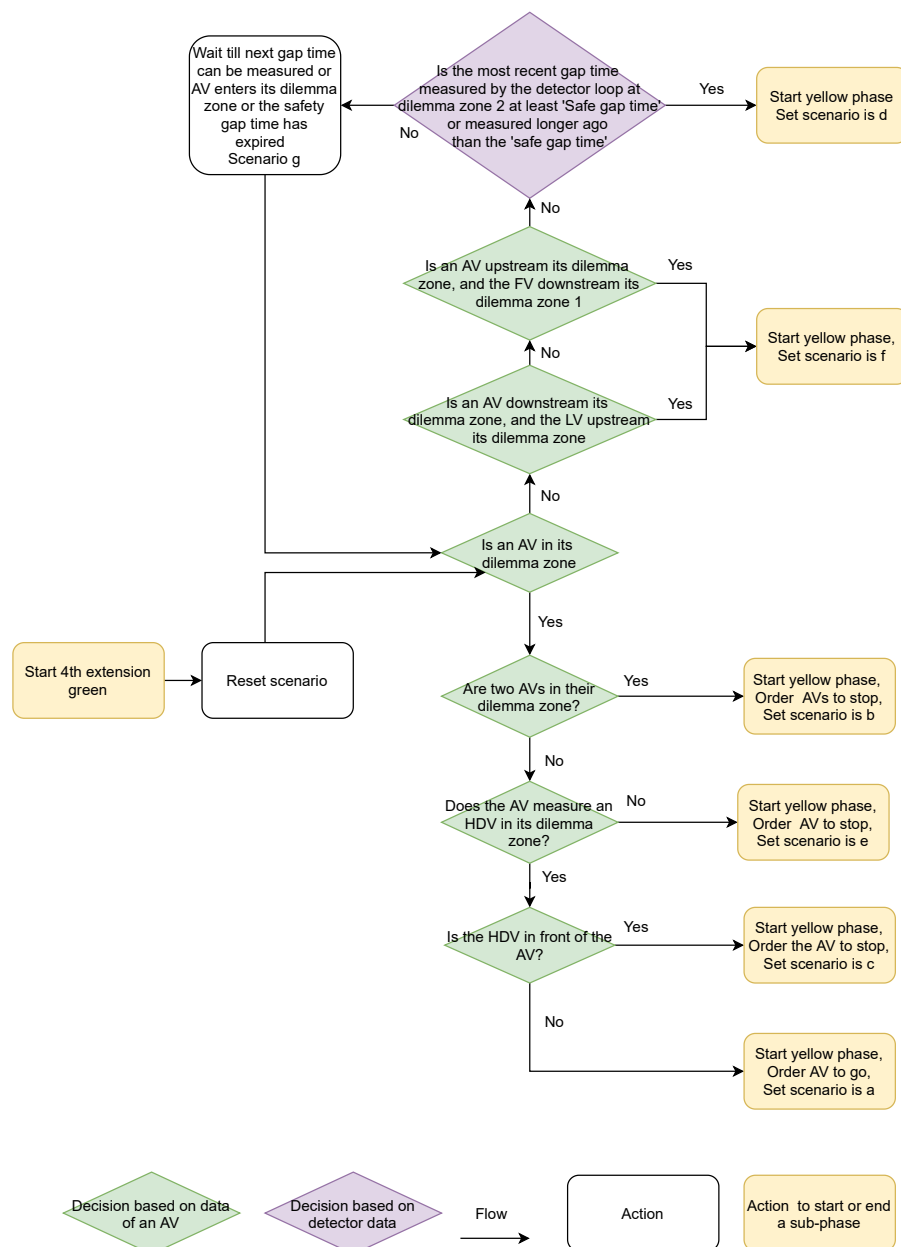 Wait till next gap time
can be measured or
AV enters its dilemma
zone or the safety
gap time has
expired
Scenario g
Is the most recent gap time
measured by the detector loop at
dilemma zone 2 at least 'Safe gap time'
or measured longer ago
than the 'safe gap time'
Yes
No
Start yellow phase
Set scenario is d
No
Is an AV upstream its dilemma
zone, and the FV downstream its
dilemma zone 1
Yes
Start yellow phase,
Set scenario is f
No
Is an AV downstream its
dilemma zone, and the LV upstream
its dilemma zone
Yes
No
Is an AV in its
dilemma zone
Yes
Start 4th extension
green
Reset scenario
Are two AVs in their
dilemma zone?
Yes
Start yellow phase,
Order AVs to stop,
Set scenario is b
No
Does the AV measure an
HDV in its dilemma
zone?
No
Start yellow phase,
Order AV to stop,
Set scenario is e
Yes
Is the HDV in front of the
AV?
Yes
Start yellow phase,
Order the AV to stop,
Set scenario is c
No
Start yellow phase,
Order AV to go,
Set scenario is a
Decision based on data
of an AV
Decision based on
detector data
Flow
Action
Action to start or end
a sub-phase